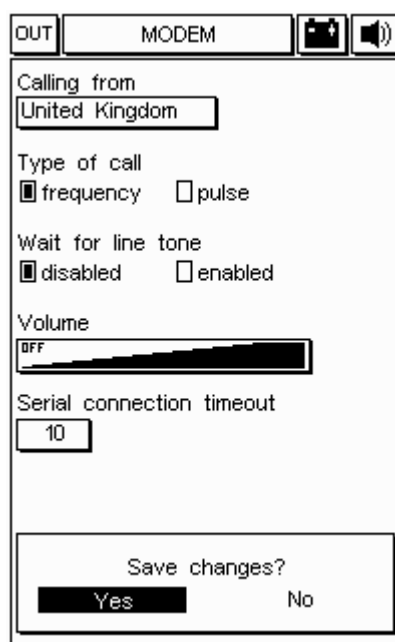 OUT MODEM
Calling from
United Kingdom
Type of call
frequency pulse
Wait for line tone
disabled enabled
Volume
OFF
Serial connection timeout
10
Save changes?
Yes No